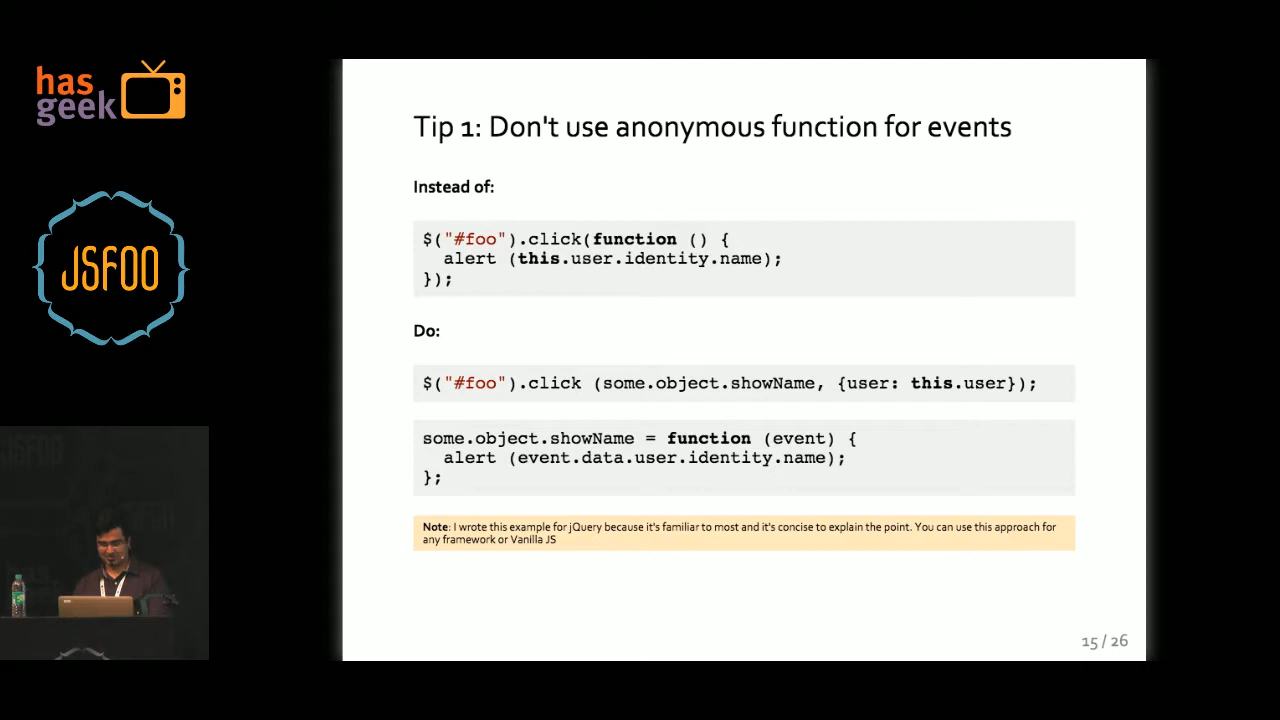 has
geek
JSFOO
Tip 1: Don't use anonymous function for events
Instead of:
$("#foo").click(function () {
alert (this.user.identity.name);
});
Do:
$("#foo").click (some.object.showName, {user: this.user});
some.object.showName = function (event) {
alert (event.data.user.identity.name);
};
Note: I wrote this example for jQuery because it's familiar to most and it's concise to explain the point. You can use this approach for
any framework or Vanilla JS
15 / 26